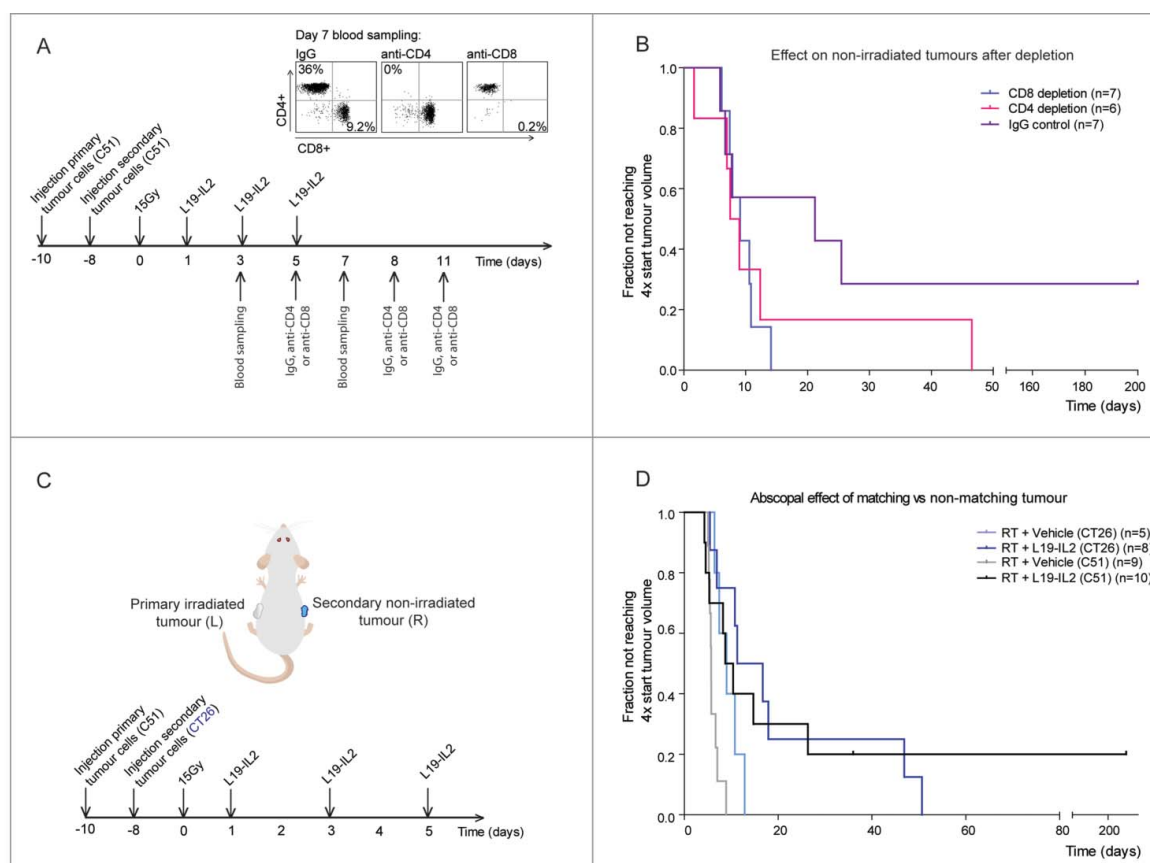 A
Day 7 blood sampling:
IgG
anti-CD4
anti-CD8
36%
0%
9.2%
0.2%
CD4+
CD8+
Injection primary
tumour cells (C51)
Injection secondary
tumour cells (C51)
15Gy
L19-IL2
L19-IL2
L19-IL2
-10
-8
0
1
3
5
7
8
11
Time (days)
Blood sampling
IgG, anti-CD4
or anti-CD8
Blood sampling
IgG, anti-CD4
or anti-CD8
IgG, anti-CD4
or anti-CD8
B
Effect on non-irradiated tumours after depletion
CD8 depletion (n=7)
CD4 depletion (n=6)
IgG control (n=7)
Fraction not reaching
4x start tumour volume
1.0
0.8
0.6
0.4
0.2
0.0
0
10
20
30
40
50
160
180
200
Time (days)
C
Primary irradiated
tumour (L)
Secondary non-irradiated
tumour (R)
Injection primary
tumour cells (C51)
Injection secondary
tumour cells (CT26)
15Gy
L19-IL2
L19-IL2
L19-IL2
-10
-8
0
1
2
3
4
5
Time (days)
D
Abscopal effect of matching vs non-matching tumour
RT + Vehicle (CT26) (n=5)
RT + L19-IL2 (CT26) (n=8)
RT + Vehicle (C51) (n=9)
RT + L19-IL2 (C51) (n=10)
Fraction not reaching
4x start tumour volume
1.0
0.8
0.6
0.4
0.2
0.0
0
20
40
60
80
200
Time (days)